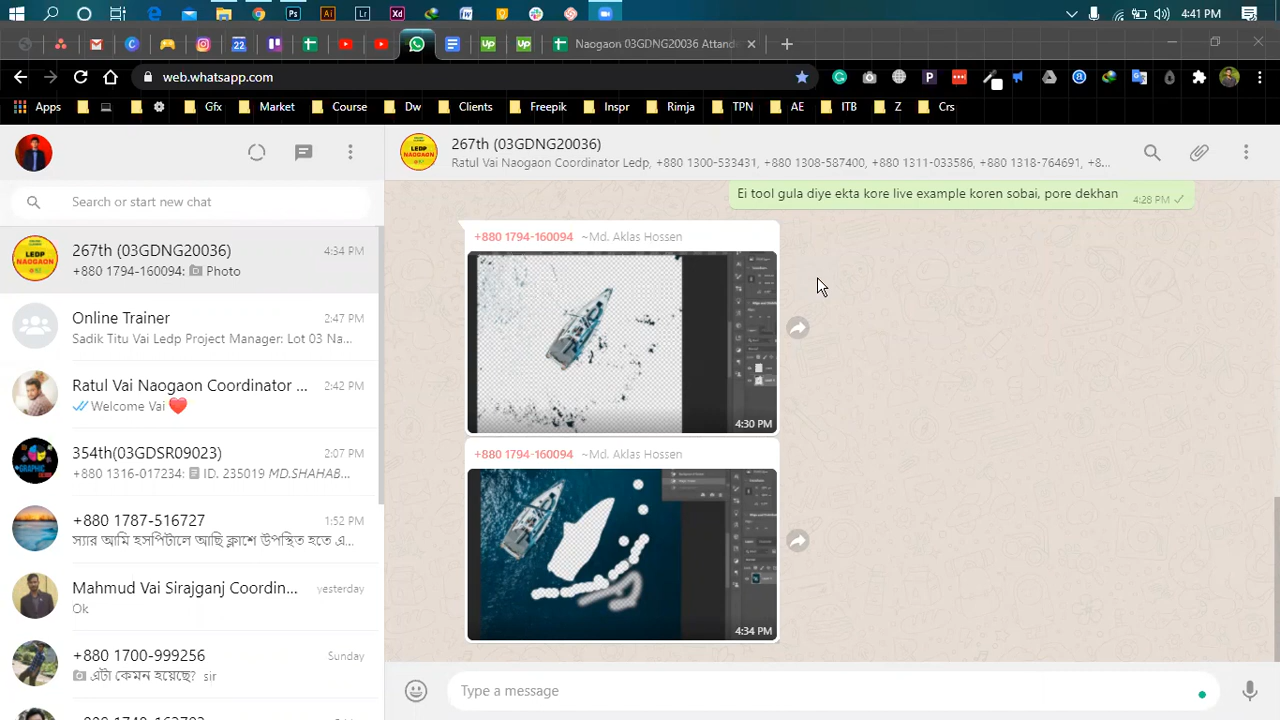 4:41 PM
Ps
Ai
Lr
Xd
22
Naogaon 03GDNG20036 Attand
web.whatsapp.com
Apps
Gfx
Market
Course
Dw
Clients
Freepik
Inspr
Rimja
TPN
AE
ITB
Z
Crs
Search or start new chat
267th (03GDNG20036)
4:34 PM
+880 1794-160094: Photo
Online Trainer
2:47 PM
Sadik Titu Vai Ledp Project Manager: Lot 03 Na...
Ratul Vai Naogaon Coordinator ...
2:42 PM
Welcome Vai ❤️
354th(03GDSR09023)
2:07 PM
+880 1316-017234: ID. 235019 MD.SHAHAB...
+880 1787-516727
1:52 PM
স্যার আমি হসপিটালে আছি ক্লাশে উপস্থিত হতে এ...
Mahmud Vai Sirajganj Coordin...
yesterday
Ok
+880 1700-999256
Sunday
এটা কেমন হয়েছে? sir
267th (03GDNG20036)
Ratul Vai Naogaon Coordinator Ledp, +880 1300-533431, +880 1308-587400, +880 1311-033586, +880 1318-764691, +8...
Ei tool gula diye ekta kore live example koren sobai, pore dekhan
4:28 PM
+880 1794-160094 ~Md. Aklas Hossen
4:30 PM
+880 1794-160094 ~Md. Aklas Hossen
4:34 PM
Type a message